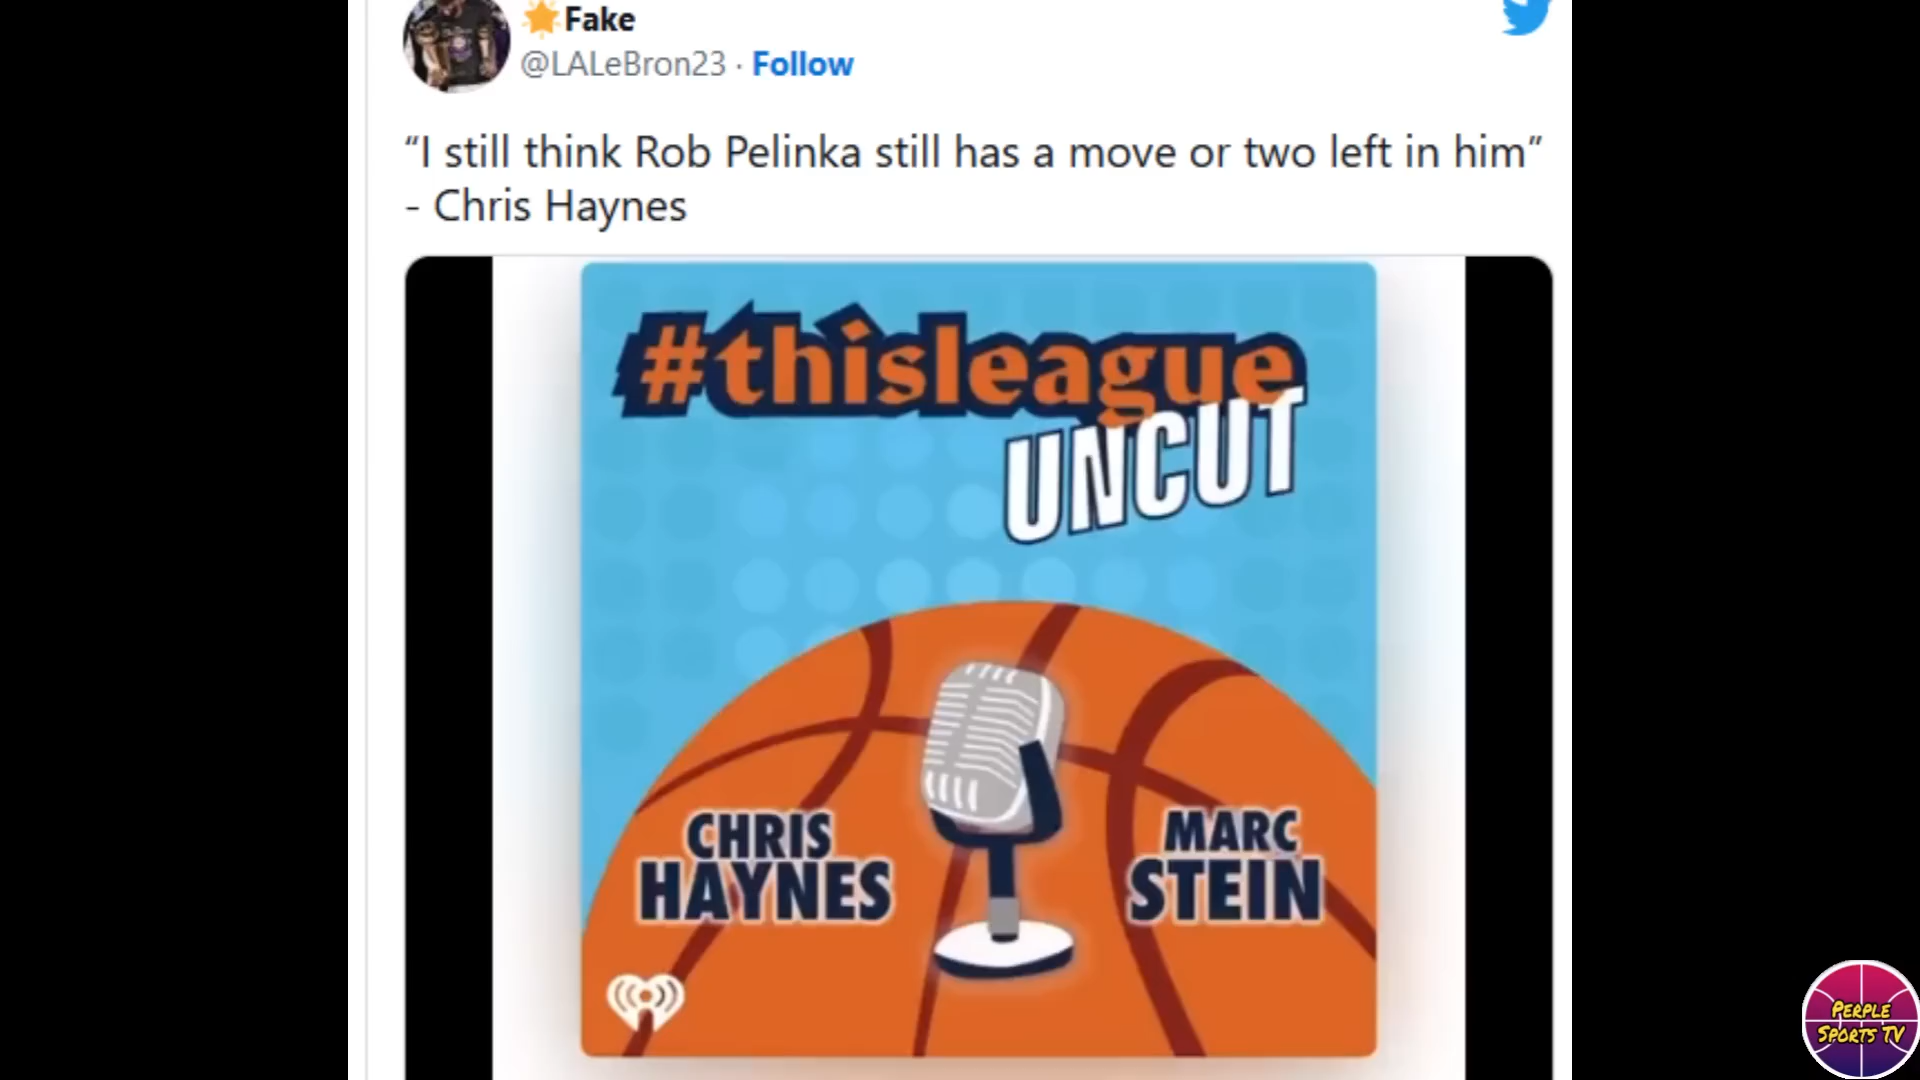 Fake
@LALeBron23 · Follow
“I still think Rob Pelinka still has a move or two left in him”
- Chris Haynes
#thisleague
UNCUT
CHRIS
HAYNES
MARC
STEIN
PERPLE
SPORTS TV